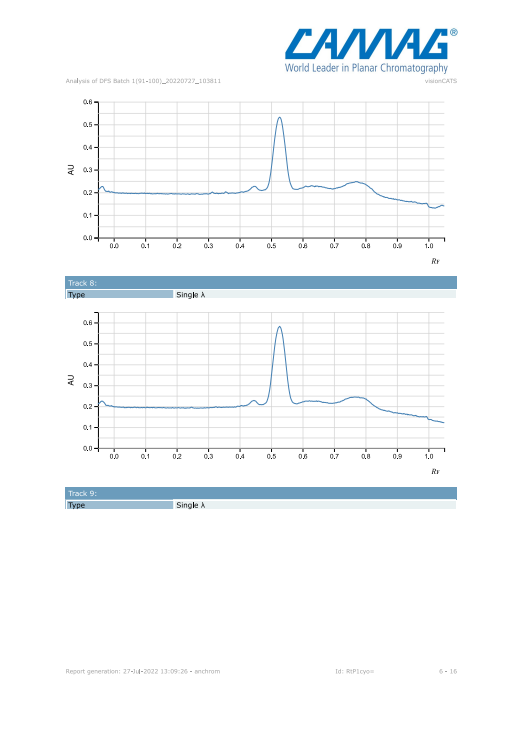 CAMAG®
World Leader in Planar Chromatography
Analysis of DFS Batch 1(91-100)_20220727_103611 visionCATS
0.6
0.5
0.4
0.3
0.2
0.1
0.0
AU
0.0 0.1 0.2 0.3 0.4 0.5 0.6 0.7 0.8 0.9 1.0
RF
Track 8:
Type Single λ
0.6
0.5
0.4
0.3
0.2
0.1
0.0
AU
0.0 0.1 0.2 0.3 0.4 0.5 0.6 0.7 0.8 0.9 1.0
RF
Track 9:
Type Single λ
Report generation: 27-Jul-2022 13:09:26 - anchrom Id: RtP1cyo= 6 - 16